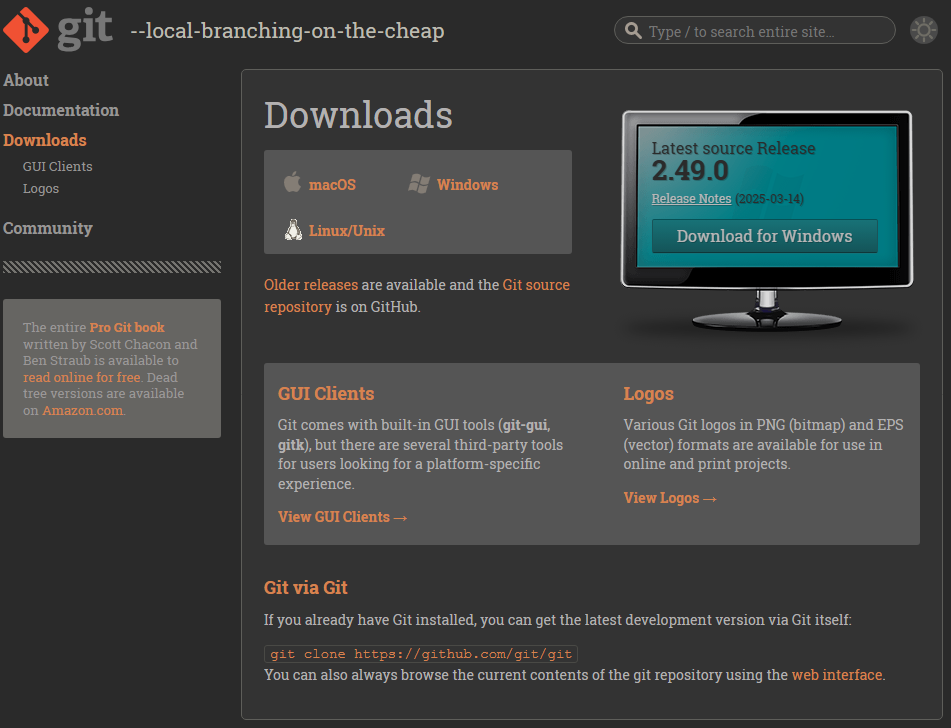 git --local-branching-on-the-cheap
Type / to search entire site…
About
Documentation
Downloads
GUI Clients
Logos
Community
The entire Pro Git book
written by Scott Chacon and
Ben Straub is available to
read online for free. Dead
tree versions are available
on Amazon.com.
Downloads
macOS
Windows
Linux/Unix
Older releases are available and the Git source
repository is on GitHub.
Latest source Release
2.49.0
Release Notes (2025-03-14)
Download for Windows
GUI Clients
Git comes with built-in GUI tools (git-gui,
gitk), but there are several third-party tools
for users looking for a platform-specific
experience.
View GUI Clients →
Logos
Various Git logos in PNG (bitmap) and EPS
(vector) formats are available for use in
online and print projects.
View Logos →
Git via Git
If you already have Git installed, you can get the latest development version via Git itself:
git clone https://github.com/git/git
You can also always browse the current contents of the git repository using the web interface.